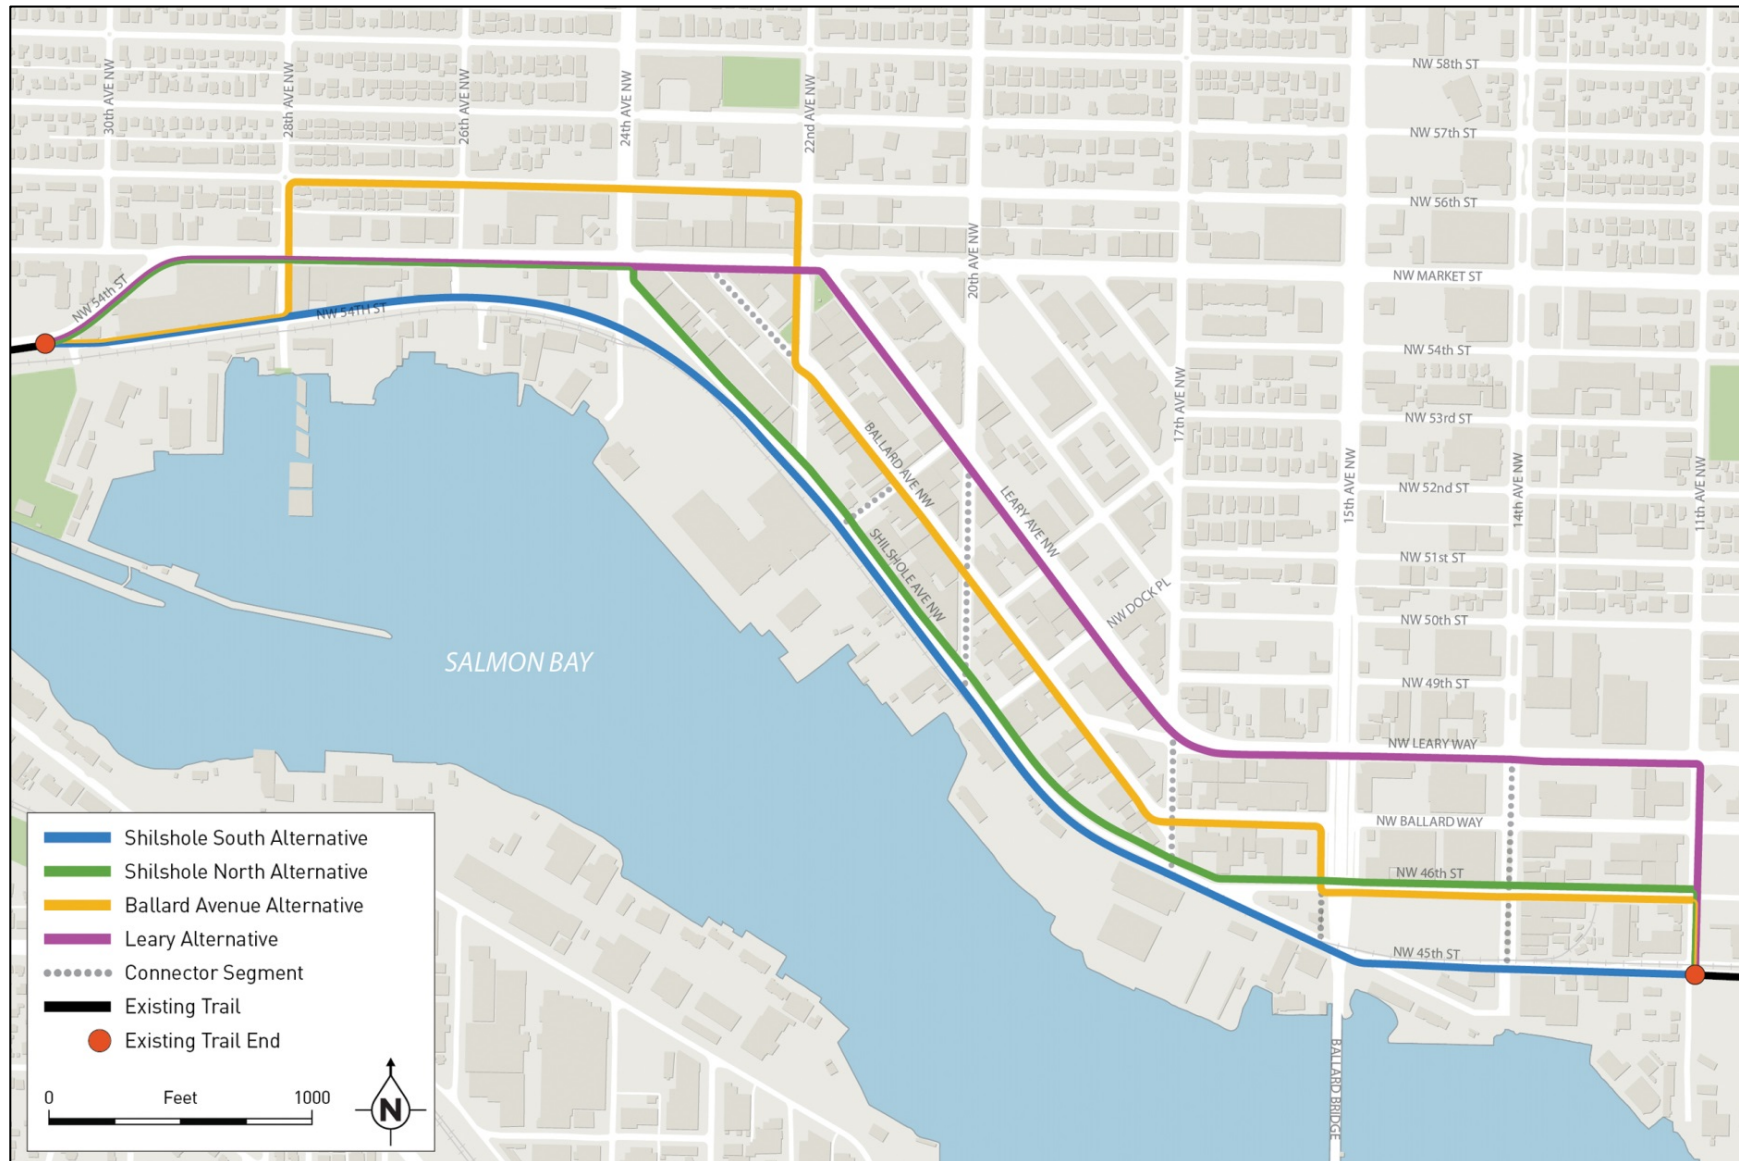 30th AVE NW
28th AVE NW
26th AVE NW
24th AVE NW
22nd AVE NW
NW 58th ST
NW 57th ST
NW 56th ST
20th AVE NW
NW MARKET ST
NW 54th ST
NW 54TH ST
NW 54th ST
17th AVE NW
NW 53rd ST
BALLARD AVE NW
LEARY AVE NW
15th AVE NW
NW 52nd ST
14th AVE NW
11th AVE NW
SHILSHOLE AVE NW
NW 51st ST
NW DOCK PL
NW 50th ST
SALMON BAY
NW 49th ST
NW LEARY WAY
NW BALLARD WAY
NW 46th ST
NW 45th ST
BALLARD BRIDGE
Shilshole South Alternative
Shilshole North Alternative
Ballard Avenue Alternative
Leary Alternative
Connector Segment
Existing Trail
Existing Trail End
0 Feet 1000
N